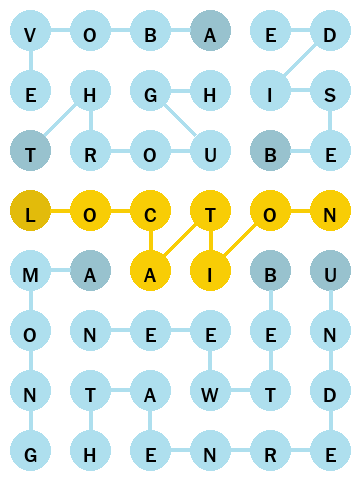 V O B A E D
E H G H I S
T R O U B E
L O C T O N
M A A I B U
O N E E E N
N T A W T D
G H E N R E